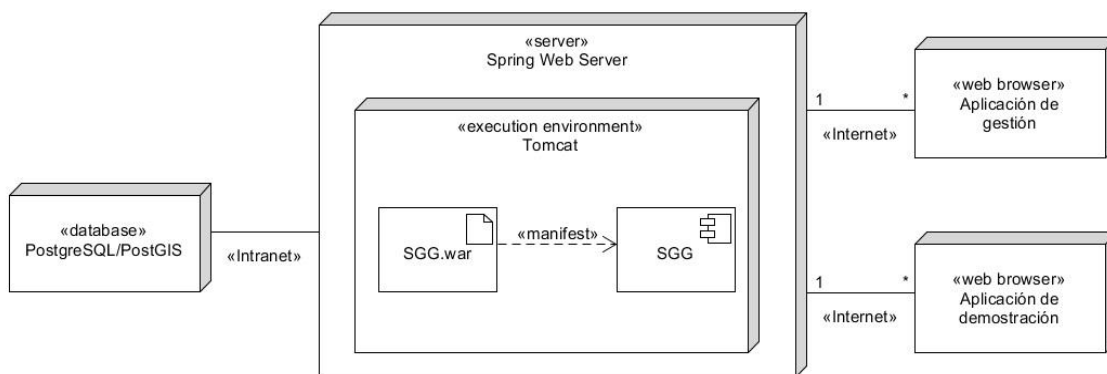 «server»
Spring Web Server
«execution environment»
Tomcat
SGG.war
«manifest»
SGG
«database»
PostgreSQL/PostGIS
«Intranet»
1
*
«Internet»
«web browser»
Aplicación de
gestión
1
*
«Internet»
«web browser»
Aplicación de
demostración